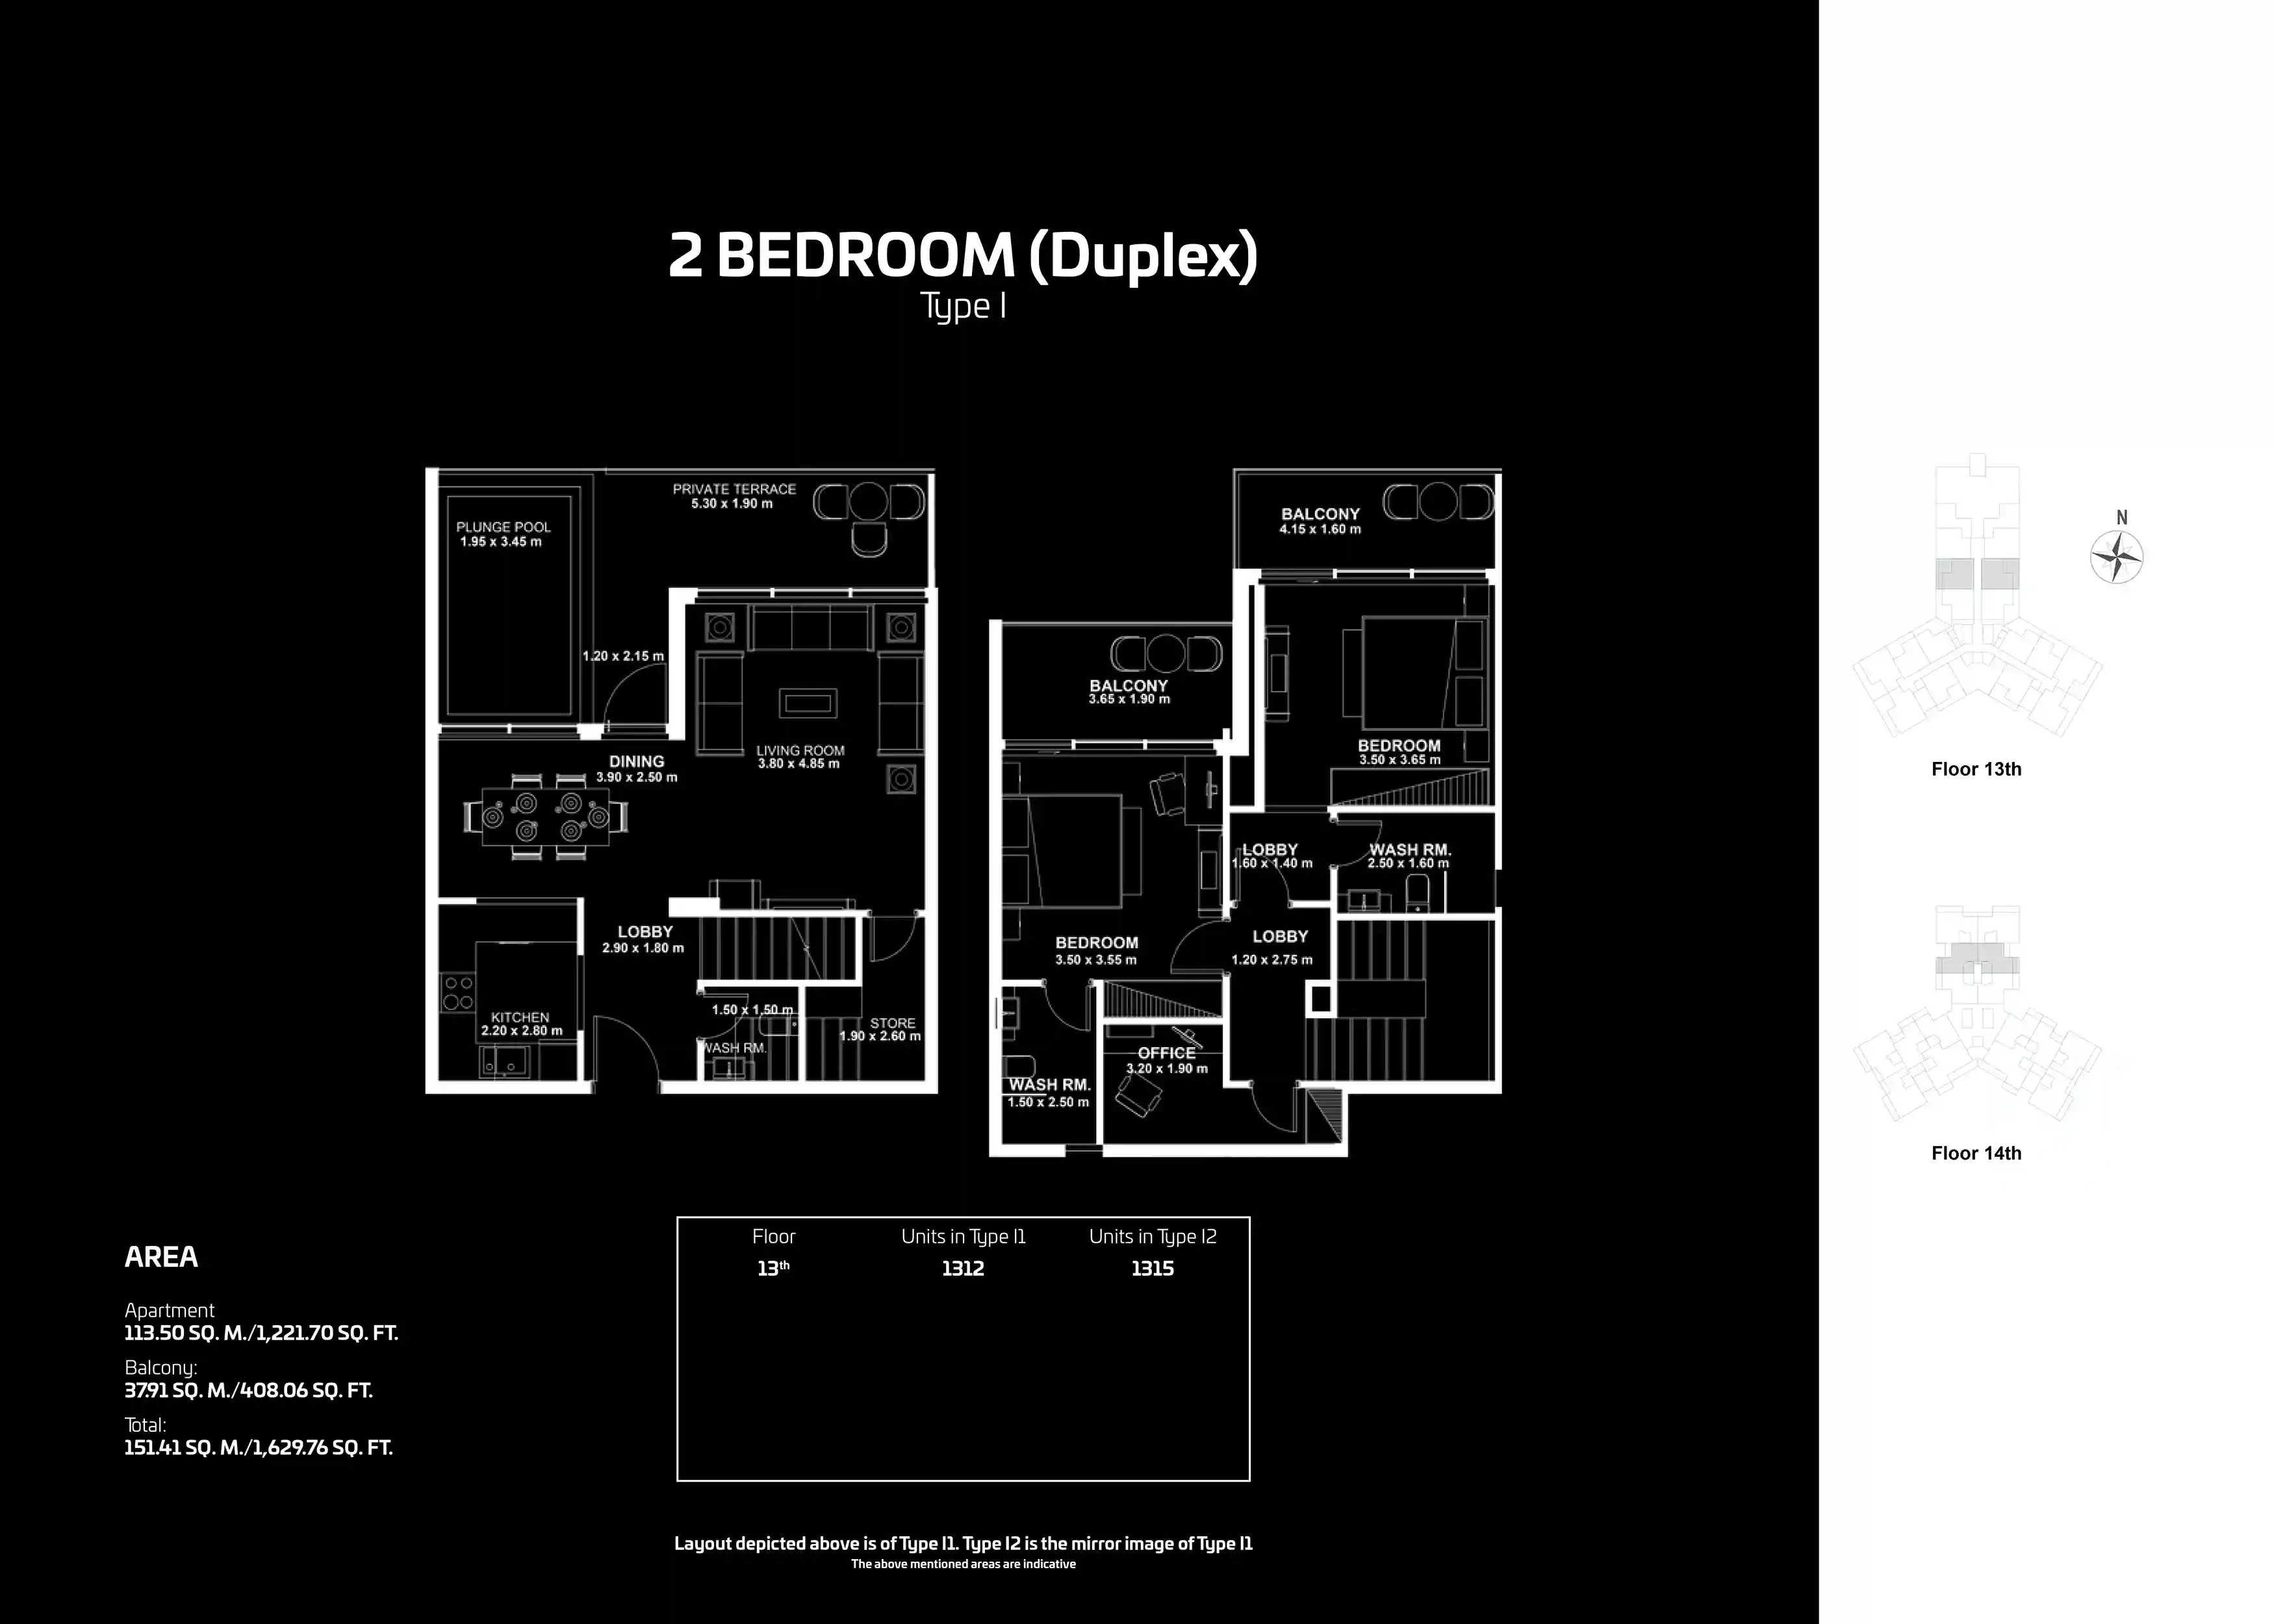 2 BEDROOM (Duplex)
Type I
PRIVATE TERRACE
5.30 x 1.90 m
PLUNGE POOL
1.95 x 3.45 m
1.20 x 2.15 m
DINING
3.90 x 2.50 m
LIVING ROOM
3.80 x 4.85 m
LOBBY
2.90 x 1.80 m
KITCHEN
2.20 x 2.80 m
1.50 x 1.50 m
WASH RM.
STORE
1.90 x 2.60 m
BALCONY
4.15 x 1.60 m
BALCONY
3.65 x 1.90 m
BEDROOM
3.50 x 3.65 m
LOBBY
1.60 x 1.40 m
WASH RM.
2.50 x 1.60 m
BEDROOM
3.50 x 3.55 m
LOBBY
1.20 x 2.75 m
OFFICE
3.20 x 1.90 m
WASH RM.
1.50 x 2.50 m
N
Floor 13th
Floor 14th
AREA
Apartment
113.50 SQ. M./1,221.70 SQ. FT.
Balcony:
37.91 SQ. M./408.06 SQ. FT.
Total:
151.41 SQ. M./1,629.76 SQ. FT.
Floor Units in Type I1 Units in Type I2
13th 1312 1315
Layout depicted above is of Type I1. Type I2 is the mirror image of Type I1
The above mentioned areas are indicative